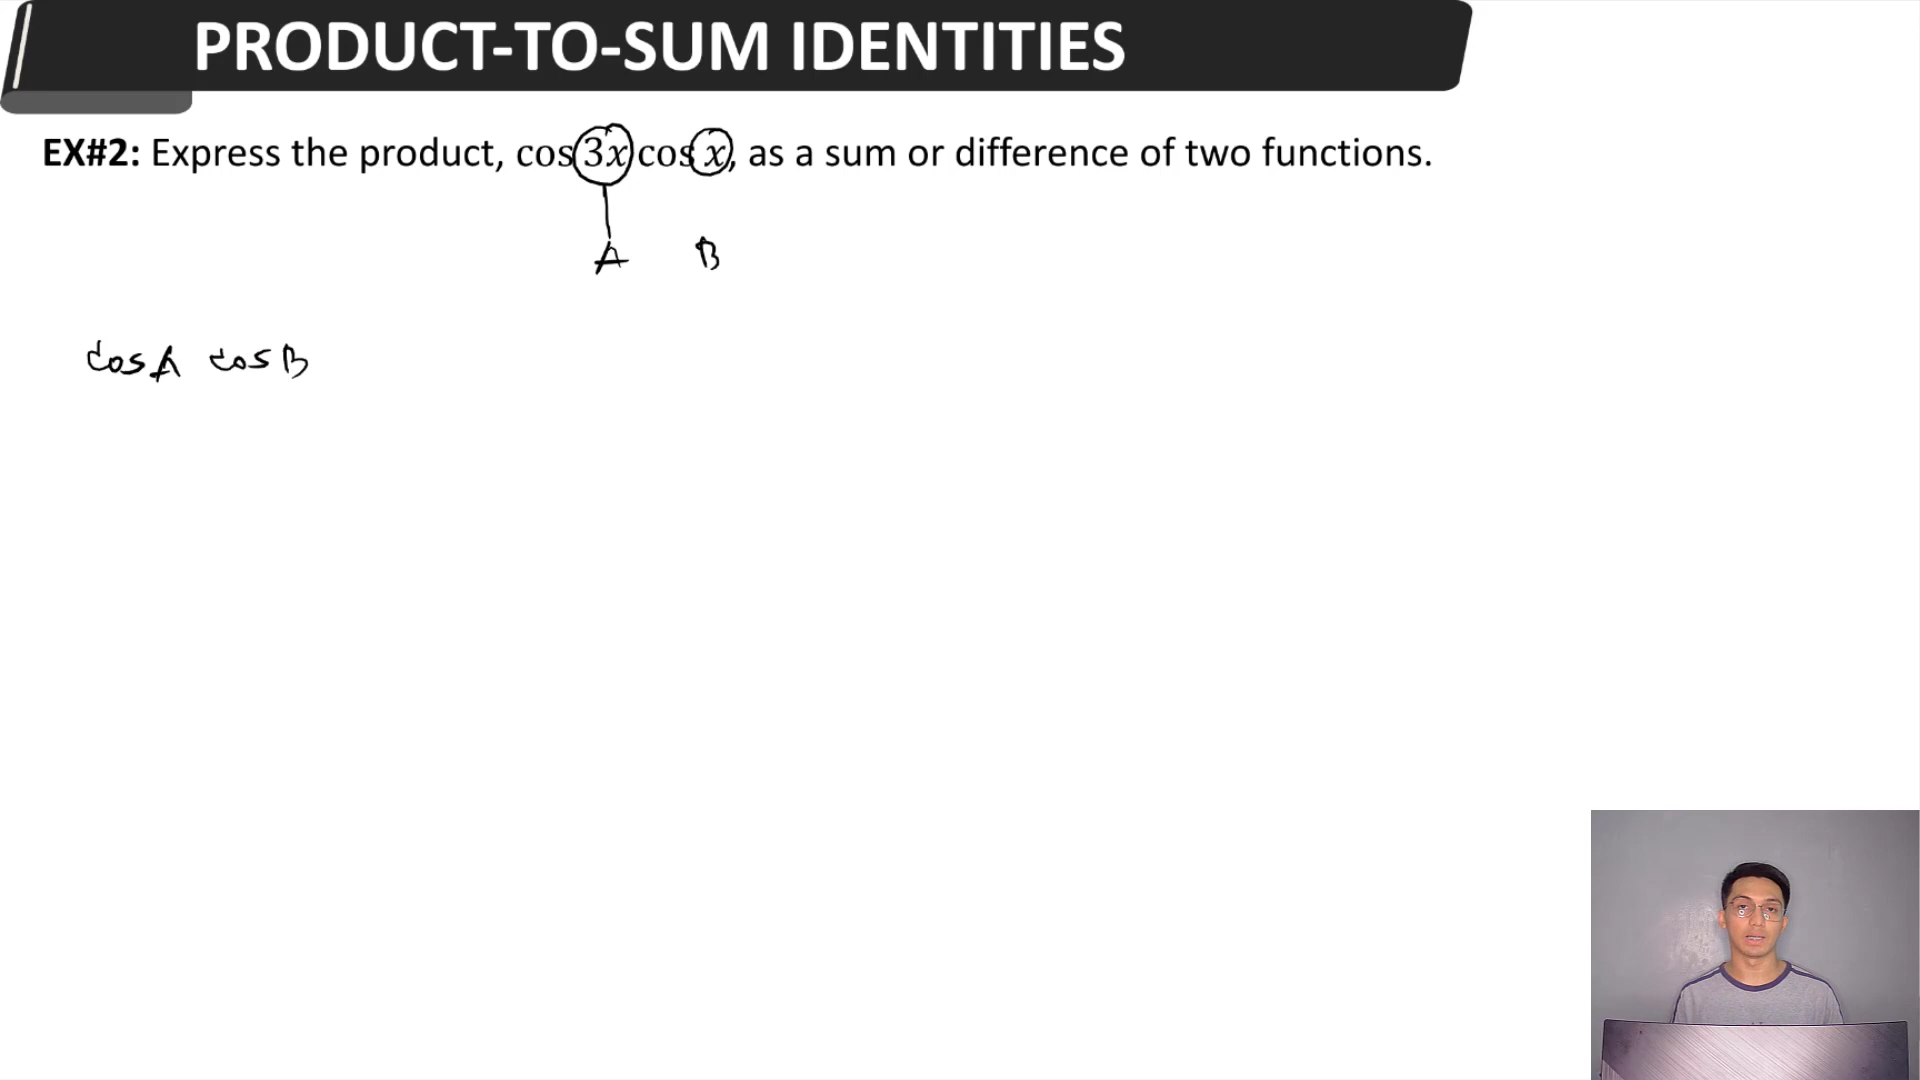 PRODUCT-TO-SUM IDENTITIES
EX#2: Express the product, cos 3x cos x, as a sum or difference of two functions.
A B
cos A cos B